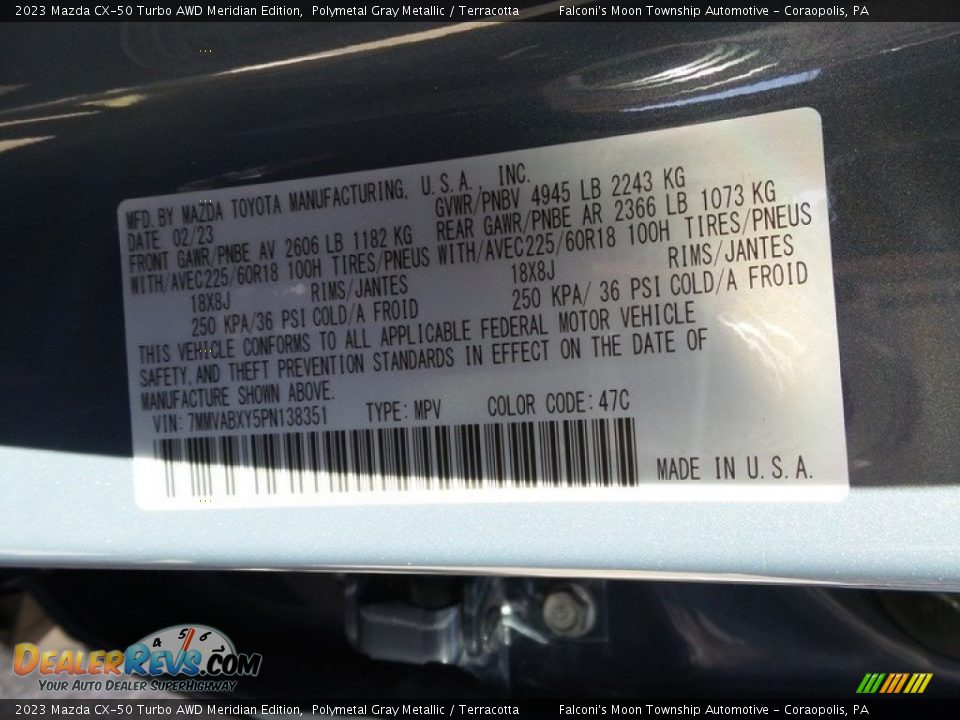 2023 Mazda CX-50 Turbo AWD Meridian Edition,  Polymetal Gray Metallic / Terracotta     Falconi's Moon Township Automotive - Coraopolis, PA
MFD. BY MAZDA TOYOTA MANUFACTURING, U.S.A.  INC.
DATE 02/23     GVWR/PNBV 4945 LB 2243 KG
FRONT GAWR/PNBE AV 2606 LB 1182 KG     REAR GAWR/PNBE AR 2366 LB 1073 KG
WITH/AVEC225/60R18 100H TIRES/PNEUS WITH/AVEC225/60R18 100H TIRES/PNEUS
18X8J     RIMS/JANTES     18X8J     RIMS/JANTES
250 KPA/36 PSI COLD/A FROID     250 KPA/ 36 PSI COLD/A FROID
THIS VEHICLE CONFORMS TO ALL APPLICABLE FEDERAL MOTOR VEHICLE
SAFETY, AND THEFT PREVENTION STANDARDS IN EFFECT ON THE DATE OF
MANUFACTURE SHOWN ABOVE.
VIN: 7MMVABXY5PN138351     TYPE: MPV     COLOR CODE: 47C
MADE IN U.S.A.
4 5 6
DEALERREVS.COM
Your Auto Dealer SuperHighway
2023 Mazda CX-50 Turbo AWD Meridian Edition,  Polymetal Gray Metallic / Terracotta     Falconi's Moon Township Automotive - Coraopolis, PA